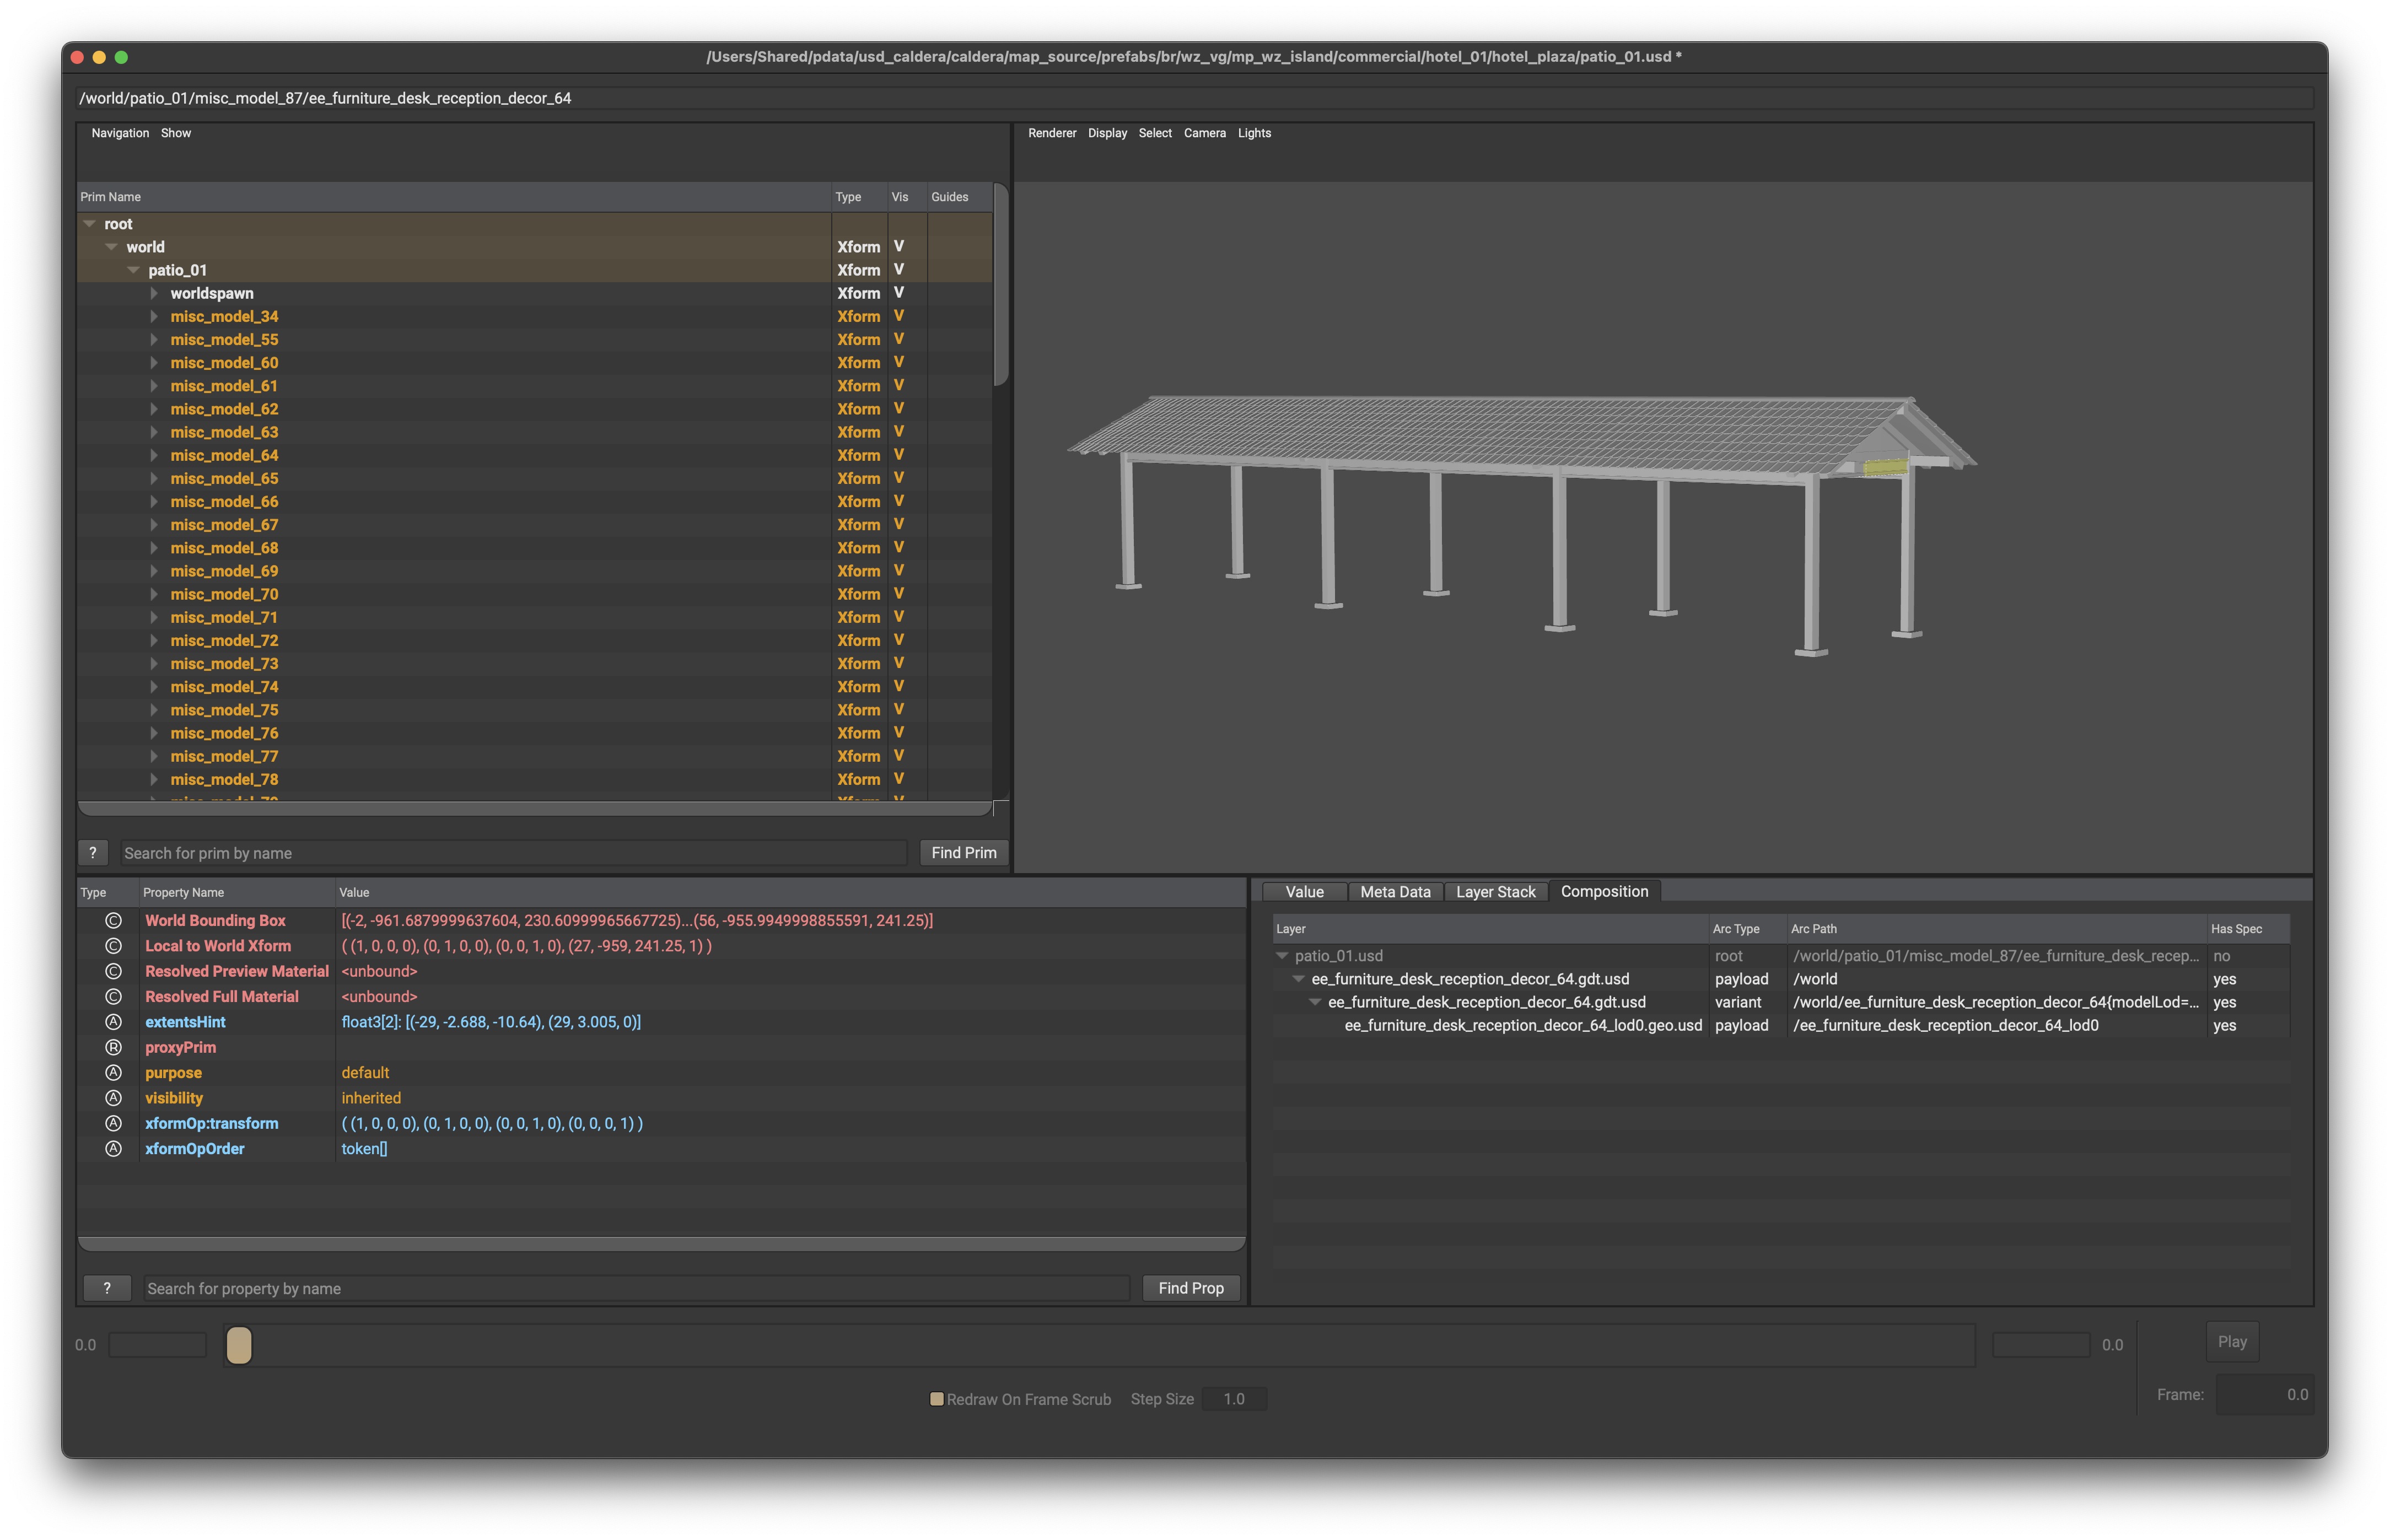 /Users/Shared/pdata/usd_caldera/caldera/map_source/prefabs/br/wz_vg/mp_wz_island/commercial/hotel_01/hotel_plaza/patio_01.usd *
/world/patio_01/misc_model_87/ee_furniture_desk_reception_decor_64
Navigation Show
Prim Name Type Vis Guides
root
world Xform V
patio_01 Xform V
worldspawn Xform V
misc_model_34 Xform V
misc_model_55 Xform V
misc_model_60 Xform V
misc_model_61 Xform V
misc_model_62 Xform V
misc_model_63 Xform V
misc_model_64 Xform V
misc_model_65 Xform V
misc_model_66 Xform V
misc_model_67 Xform V
misc_model_68 Xform V
misc_model_69 Xform V
misc_model_70 Xform V
misc_model_71 Xform V
misc_model_72 Xform V
misc_model_73 Xform V
misc_model_74 Xform V
misc_model_75 Xform V
misc_model_76 Xform V
misc_model_77 Xform V
misc_model_78 Xform V
? Search for prim by name Find Prim
Renderer Display Select Camera Lights
Type Property Name Value
C World Bounding Box [(-2, -961.6879999637604, 230.60999965667725)...(56, -955.9949998855591, 241.25)]
C Local to World Xform ( (1, 0, 0, 0), (0, 1, 0, 0), (0, 0, 1, 0), (27, -959, 241.25, 1) )
C Resolved Preview Material <unbound>
C Resolved Full Material <unbound>
A extentsHint float3[2]: [(-29, -2.688, -10.64), (29, 3.005, 0)]
R proxyPrim
A purpose default
A visibility inherited
A xformOp:transform ( (1, 0, 0, 0), (0, 1, 0, 0), (0, 0, 1, 0), (0, 0, 0, 1) )
A xformOpOrder token[]
? Search for property by name Find Prop
Value Meta Data Layer Stack Composition
Layer Arc Type Arc Path Has Spec
patio_01.usd root /world/patio_01/misc_model_87/ee_furniture_desk_recep... no
ee_furniture_desk_reception_decor_64.gdt.usd payload /world yes
ee_furniture_desk_reception_decor_64.gdt.usd variant /world/ee_furniture_desk_reception_decor_64{modelLod=... yes
ee_furniture_desk_reception_decor_64_lod0.geo.usd payload /ee_furniture_desk_reception_decor_64_lod0 yes
0.0 0.0 Play
Redraw On Frame Scrub Step Size 1.0 Frame: 0.0